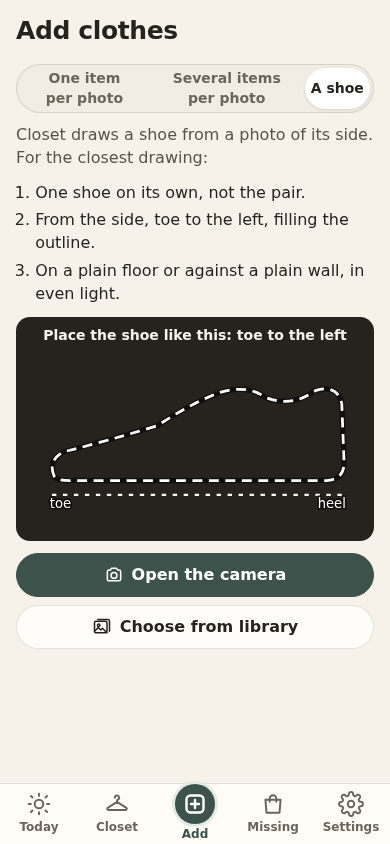 Add clothes
One item
per photo
Several items
per photo
A shoe
Closet draws a shoe from a photo of its side.
For the closest drawing:
1. One shoe on its own, not the pair.
2. From the side, toe to the left, filling the
outline.
3. On a plain floor or against a plain wall, in
even light.
Place the shoe like this: toe to the left
toe
heel
Open the camera
Choose from library
Today
Closet
Add
Missing
Settings